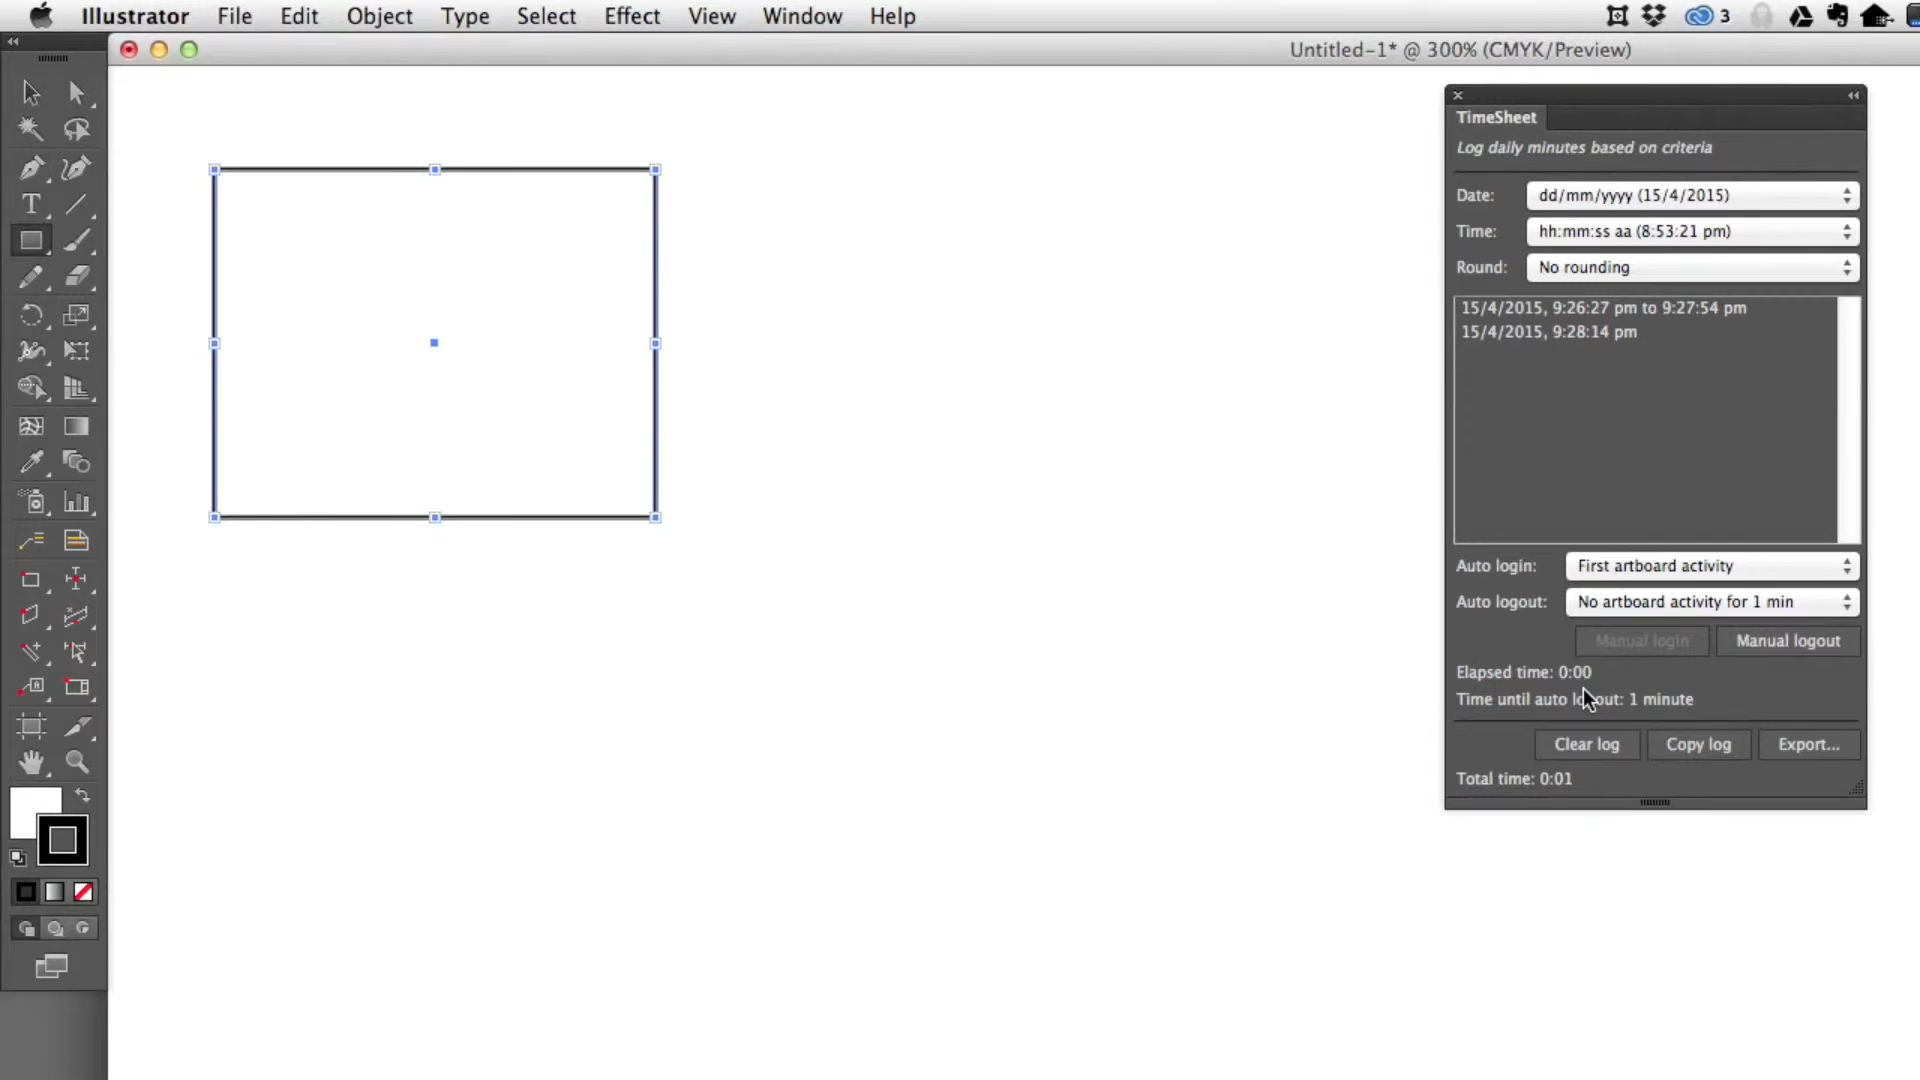 Illustrator File Edit Object Type Select Effect View Window Help 3
Untitled-1* @ 300% (CMYK/Preview)
TimeSheet
Log daily minutes based on criteria
Date: dd/mm/yyyy (15/4/2015)
Time: hh:mm:ss aa (8:53:21 pm)
Round: No rounding
15/4/2015, 9:26:27 pm to 9:27:54 pm
15/4/2015, 9:28:14 pm
Auto login: First artboard activity
Auto logout: No artboard activity for 1 min
Manual login Manual logout
Elapsed time: 0:00
Time until auto logout: 1 minute
Clear log Copy log Export...
Total time: 0:01